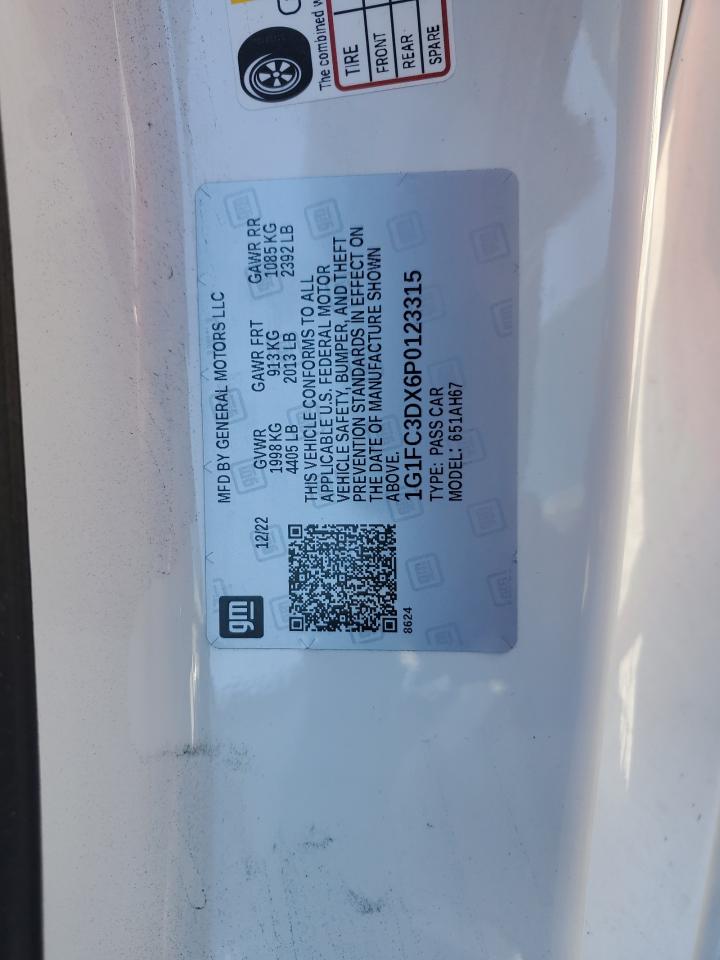 The combined w
TIRE
FRONT
REAR
SPARE
gm
MFD BY GENERAL MOTORS LLC
12/22
GVWR GAWR FRT GAWR RR
1998 KG 913 KG 1085 KG
4405 LB 2013 LB 2392 LB
THIS VEHICLE CONFORMS TO ALL
APPLICABLE U.S. FEDERAL MOTOR
VEHICLE SAFETY, BUMPER, AND THEFT
PREVENTION STANDARDS IN EFFECT ON
THE DATE OF MANUFACTURE SHOWN
ABOVE.
1G1FC3DX6P0123315
TYPE: PASS CAR
MODEL: 651AH67
8624